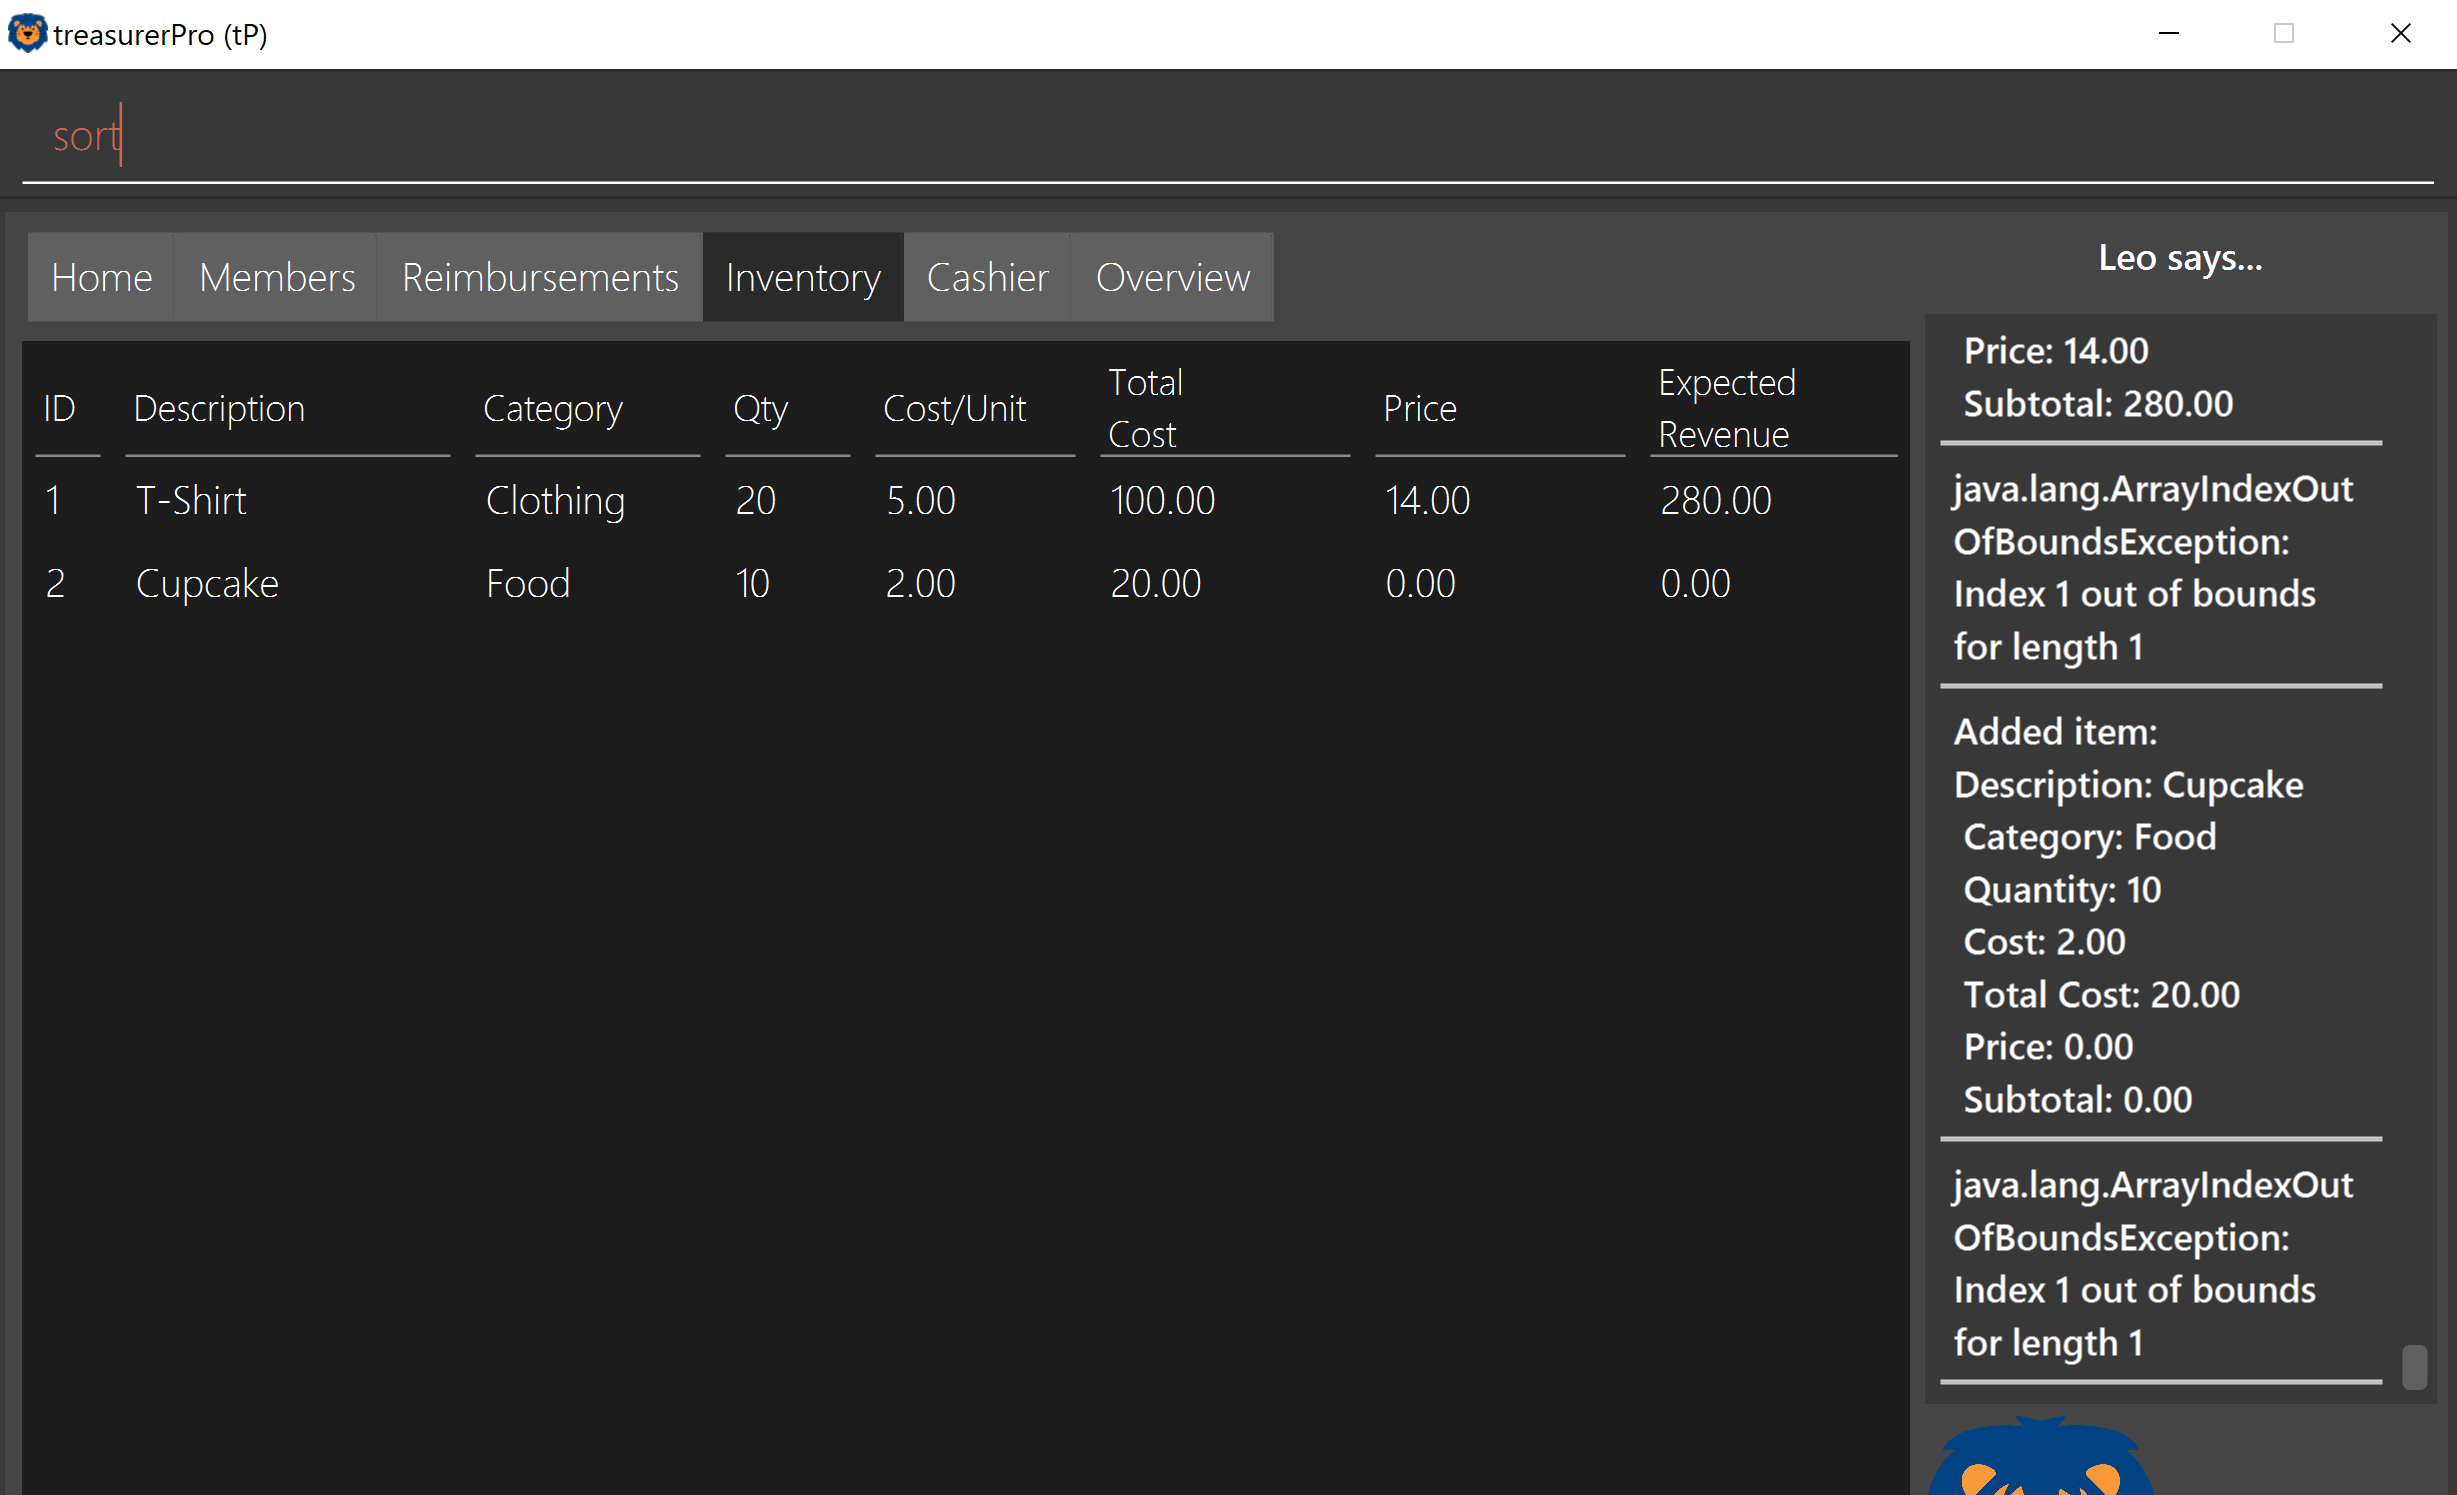 treasurerPro (tP)
sort
Home Members Reimbursements Inventory Cashier Overview
Leo says...
ID Description Category Qty Cost/Unit Total Cost Price Expected Revenue
1 T-Shirt Clothing 20 5.00 100.00 14.00 280.00
2 Cupcake Food 10 2.00 20.00 0.00 0.00
Price: 14.00
Subtotal: 280.00
java.lang.ArrayIndexOut
OfBoundsException:
Index 1 out of bounds
for length 1
Added item:
Description: Cupcake
Category: Food
Quantity: 10
Cost: 2.00
Total Cost: 20.00
Price: 0.00
Subtotal: 0.00
java.lang.ArrayIndexOut
OfBoundsException:
Index 1 out of bounds
for length 1